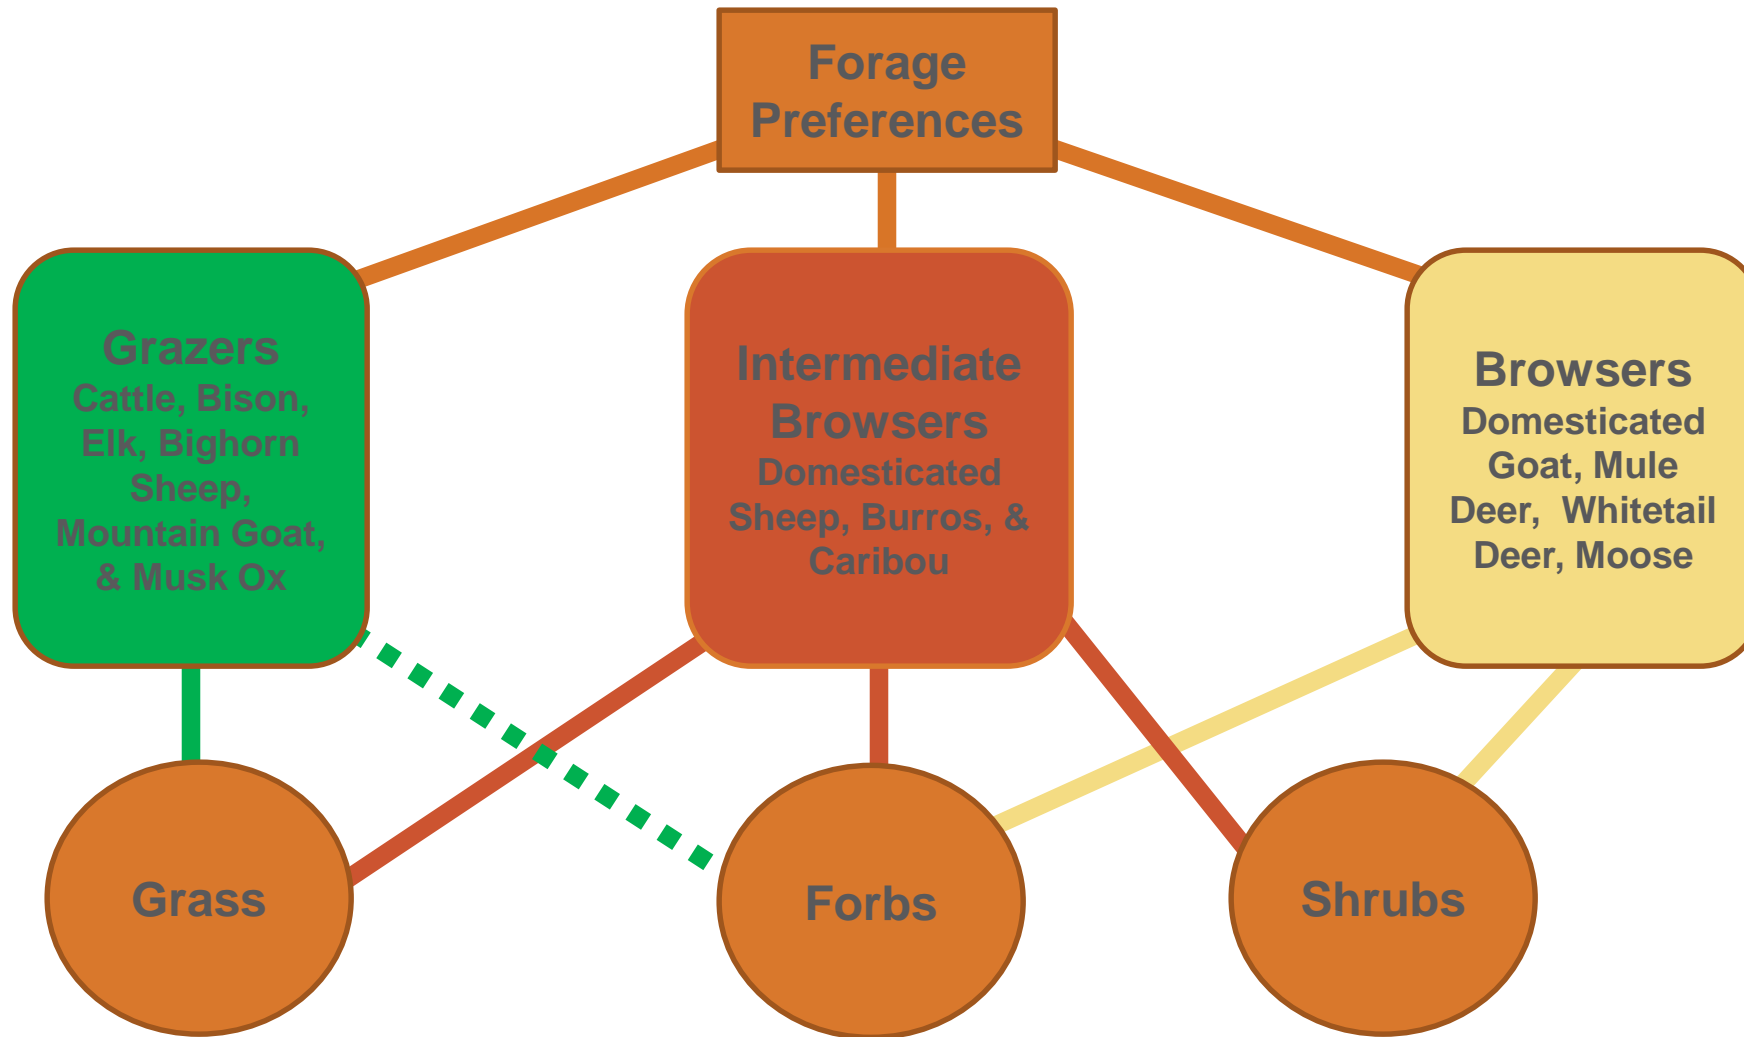 Forage
Preferences
Grazers
Cattle, Bison,
Elk, Bighorn
Sheep,
Mountain Goat,
& Musk Ox
Intermediate
Browsers
Domesticated
Sheep, Burros, &
Caribou
Browsers
Domesticated
Goat, Mule
Deer, Whitetail
Deer, Moose
Grass
Forbs
Shrubs